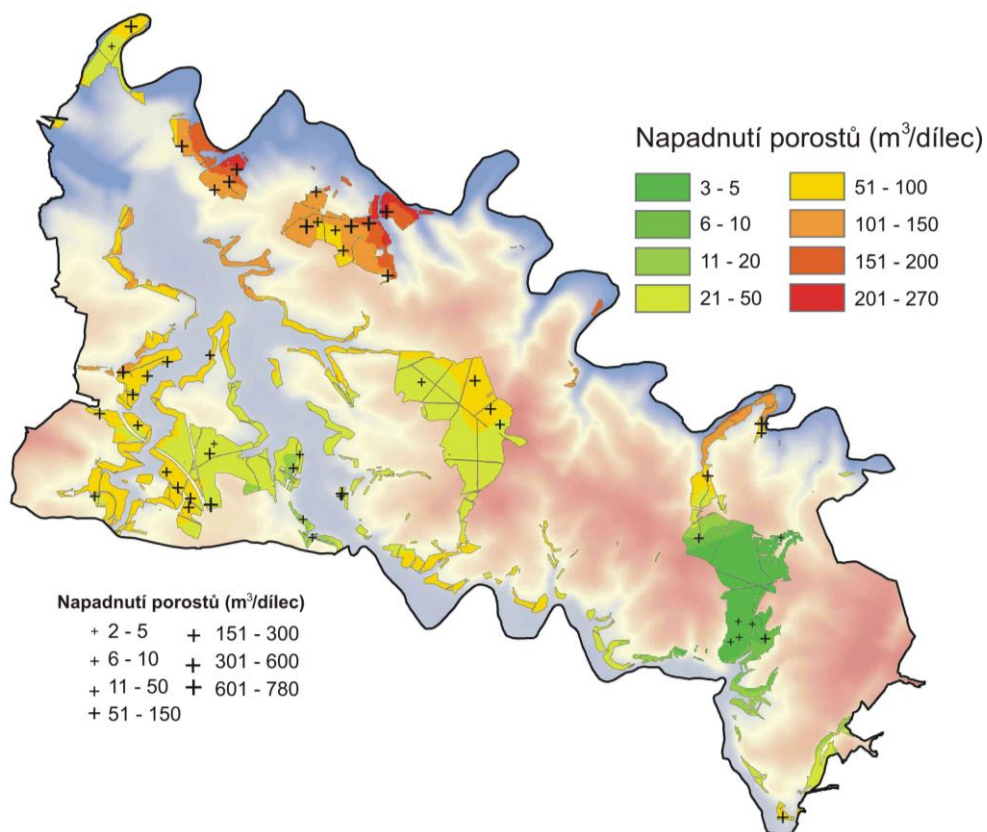 Napadnutí porostů (m³/dílec)
3 - 5
51 - 100
6 - 10
101 - 150
11 - 20
151 - 200
21 - 50
201 - 270
Napadnutí porostů (m³/dílec)
+ 2 - 5
+ 151 - 300
+ 6 - 10
+ 301 - 600
+ 11 - 50
+ 601 - 780
+ 51 - 150